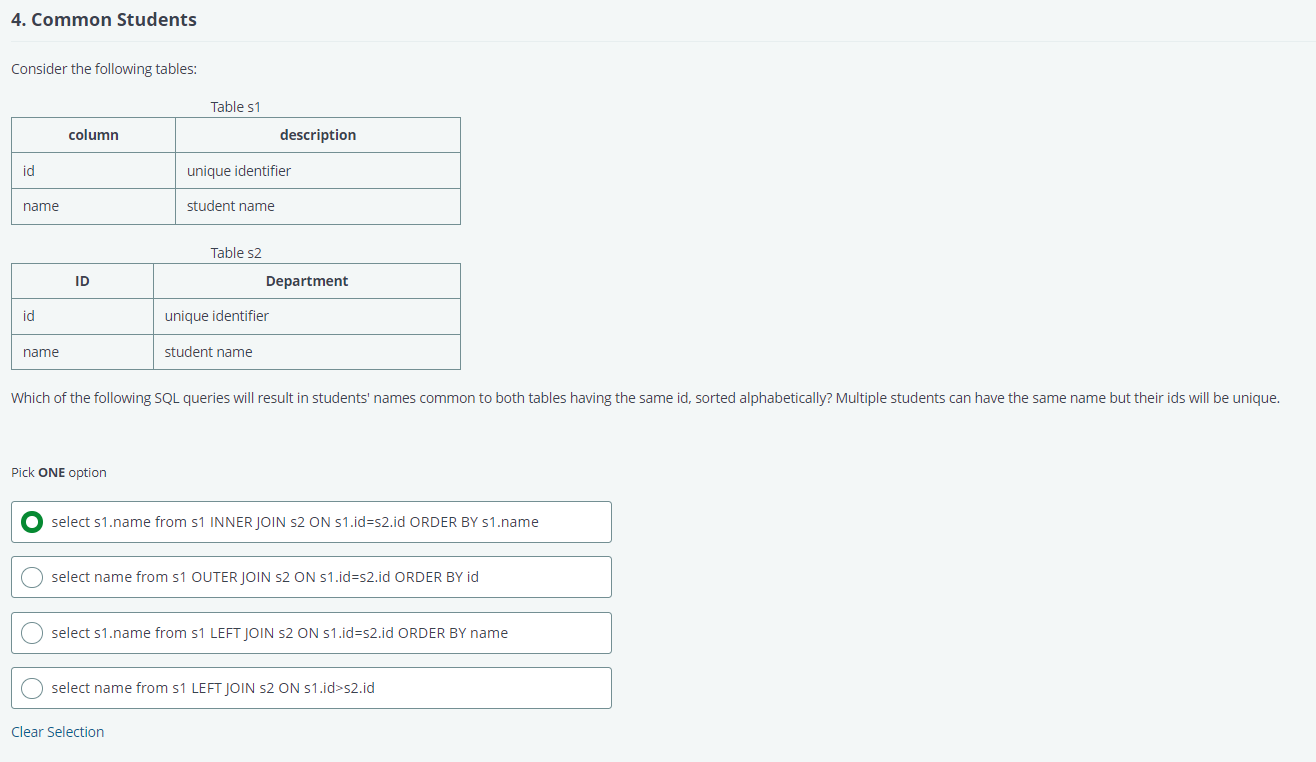 4. Common Students
Consider the following tables:
Table s1
column description
id unique identifier
name student name
Table s2
ID Department
id unique identifier
name student name
Which of the following SQL queries will result in students' names common to both tables having the same id, sorted alphabetically? Multiple students can have the same name but their ids will be unique.
Pick ONE option
select s1.name from s1 INNER JOIN s2 ON s1.id=s2.id ORDER BY s1.name
select name from s1 OUTER JOIN s2 ON s1.id=s2.id ORDER BY id
select s1.name from s1 LEFT JOIN s2 ON s1.id=s2.id ORDER BY name
select name from s1 LEFT JOIN s2 ON s1.id>s2.id
Clear Selection